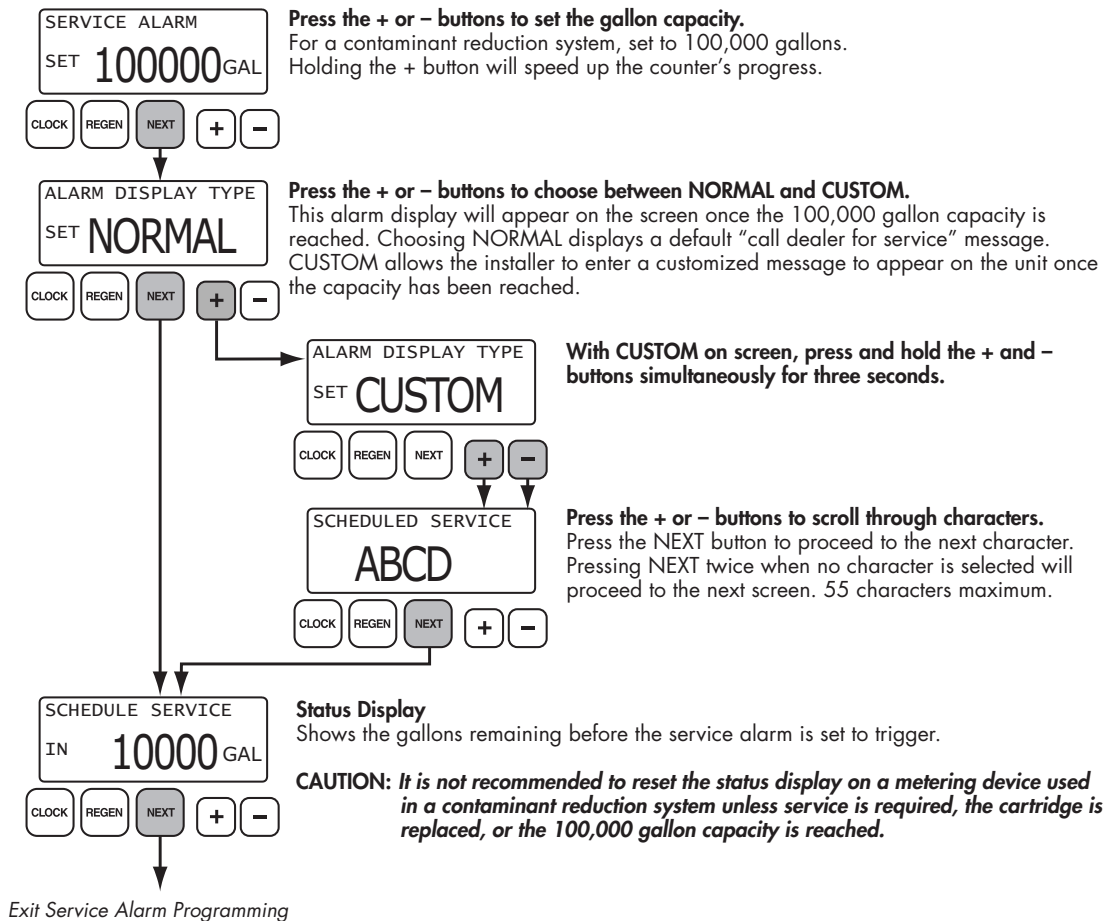 SERVICE ALARM
SET 100000 GAL
CLOCK REGEN NEXT + –
Press the + or – buttons to set the gallon capacity.
For a contaminant reduction system, set to 100,000 gallons.
Holding the + button will speed up the counter’s progress.
ALARM DISPLAY TYPE
SET NORMAL
CLOCK REGEN NEXT + –
Press the + or – buttons to choose between NORMAL and CUSTOM.
This alarm display will appear on the screen once the 100,000 gallon capacity is
reached. Choosing NORMAL displays a default “call dealer for service” message.
CUSTOM allows the installer to enter a customized message to appear on the unit once
the capacity has been reached.
ALARM DISPLAY TYPE
SET CUSTOM
CLOCK REGEN NEXT + –
With CUSTOM on screen, press and hold the + and –
buttons simultaneously for three seconds.
SCHEDULED SERVICE
ABCD
CLOCK REGEN NEXT + –
Press the + or – buttons to scroll through characters.
Press the NEXT button to proceed to the next character.
Pressing NEXT twice when no character is selected will
proceed to the next screen. 55 characters maximum.
SCHEDULE SERVICE
IN 10000 GAL
CLOCK REGEN NEXT + –
Status Display
Shows the gallons remaining before the service alarm is set to trigger.
CAUTION: It is not recommended to reset the status display on a metering device used
in a contaminant reduction system unless service is required, the cartridge is
replaced, or the 100,000 gallon capacity is reached.
Exit Service Alarm Programming